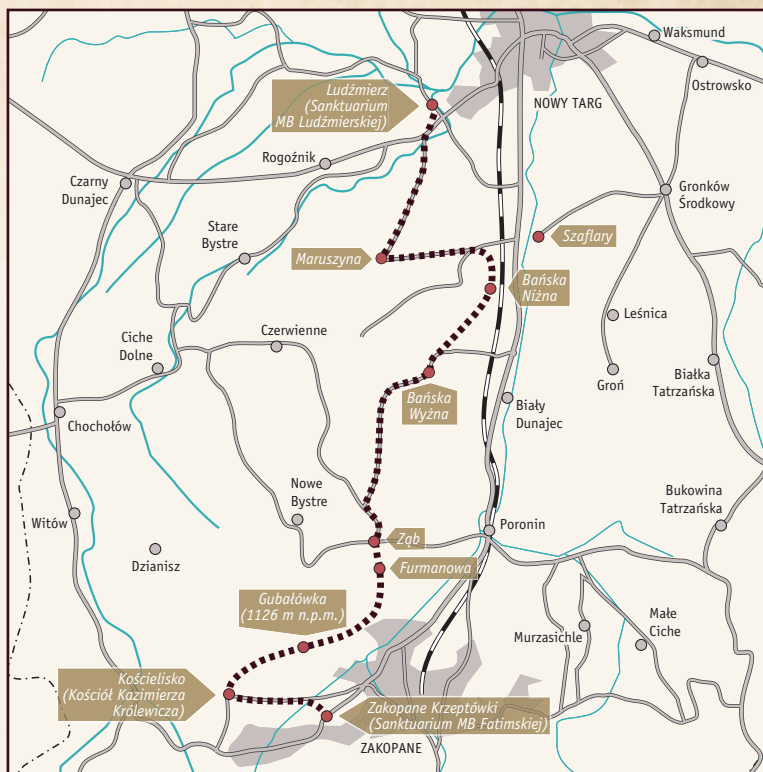 Waksmund
Ostrowsko
Ludźmierz
(Sanktuarium
MB Ludźmierskiej)
NOWY TARG
Rogoźnik
Czarny
Dunajec
Gronków
Środkowy
Stare
Bystre
Szaflary
Maruszyna
Bańska
Niżna
Leśnica
Czerwienne
Ciche
Dolne
Białka
Tatrzańska
Groń
Bańska
Wyżna
Biały
Dunajec
Chochołów
Nowe
Bystre
Bukowina
Tatrzańska
Witów
Poronin
Ząb
Dzianisz
Furmanowa
Gubałówka
(1126 m n.p.m.)
Małe
Ciche
Murzasichle
Kościelisko
(Kościół Kazimierza
Królewicza)
Zakopane Krzeptówki
(Sanktuarium MB Fatimskiej)
ZAKOPANE